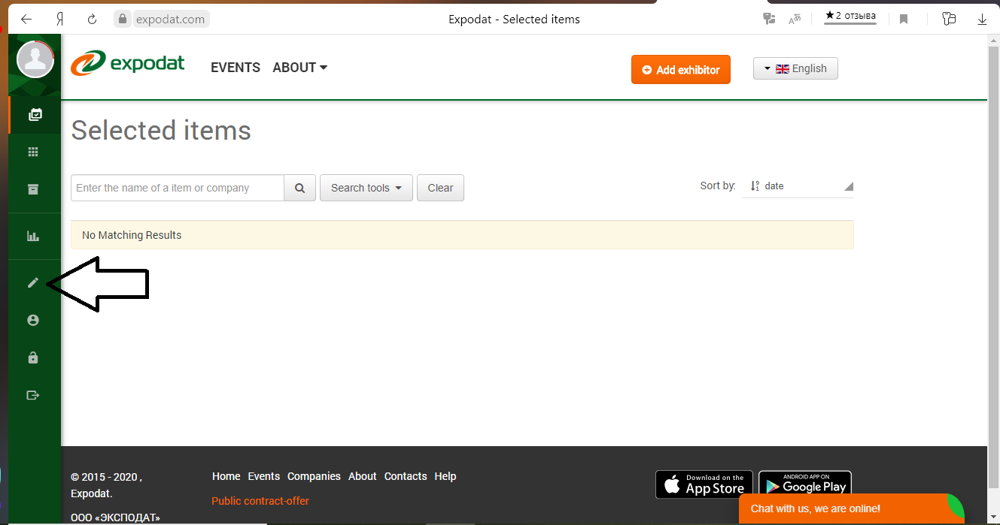 Я
expodat.com
Expodat - Selected items
A あ
★ 2 отзыва
expodat
EVENTS ABOUT
Add exhibitor
English
Selected items
Enter the name of a item or company
Search tools
Clear
Sort by:
date
No Matching Results
© 2015 - 2020 ,
Expodat.
ООО «ЭКСПОДАТ»
Home Events Companies About Contacts Help
Public contract-offer
Download on the
App Store
ANDROID APP ON
Google Play
Chat with us, we are online!